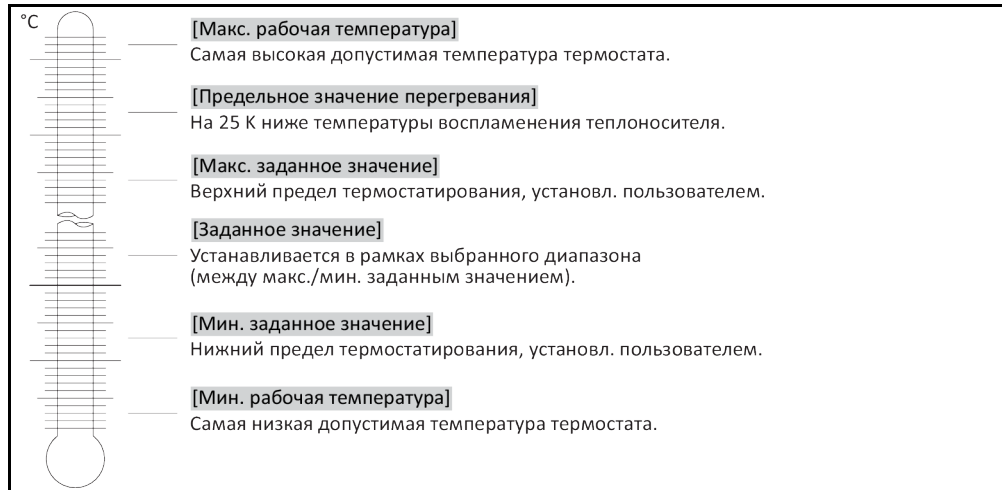 °C
[Макс. рабочая температура]
Самая высокая допустимая температура термостата.
[Предельное значение перегревания]
На 25 K ниже температуры воспламенения теплоносителя.
[Макс. заданное значение]
Верхний предел термостатирования, установл. пользователем.
[Заданное значение]
Устанавливается в рамках выбранного диапазона
(между макс./мин. заданным значением).
[Мин. заданное значение]
Нижний предел термостатирования, установл. пользователем.
[Мин. рабочая температура]
Самая низкая допустимая температура термостата.